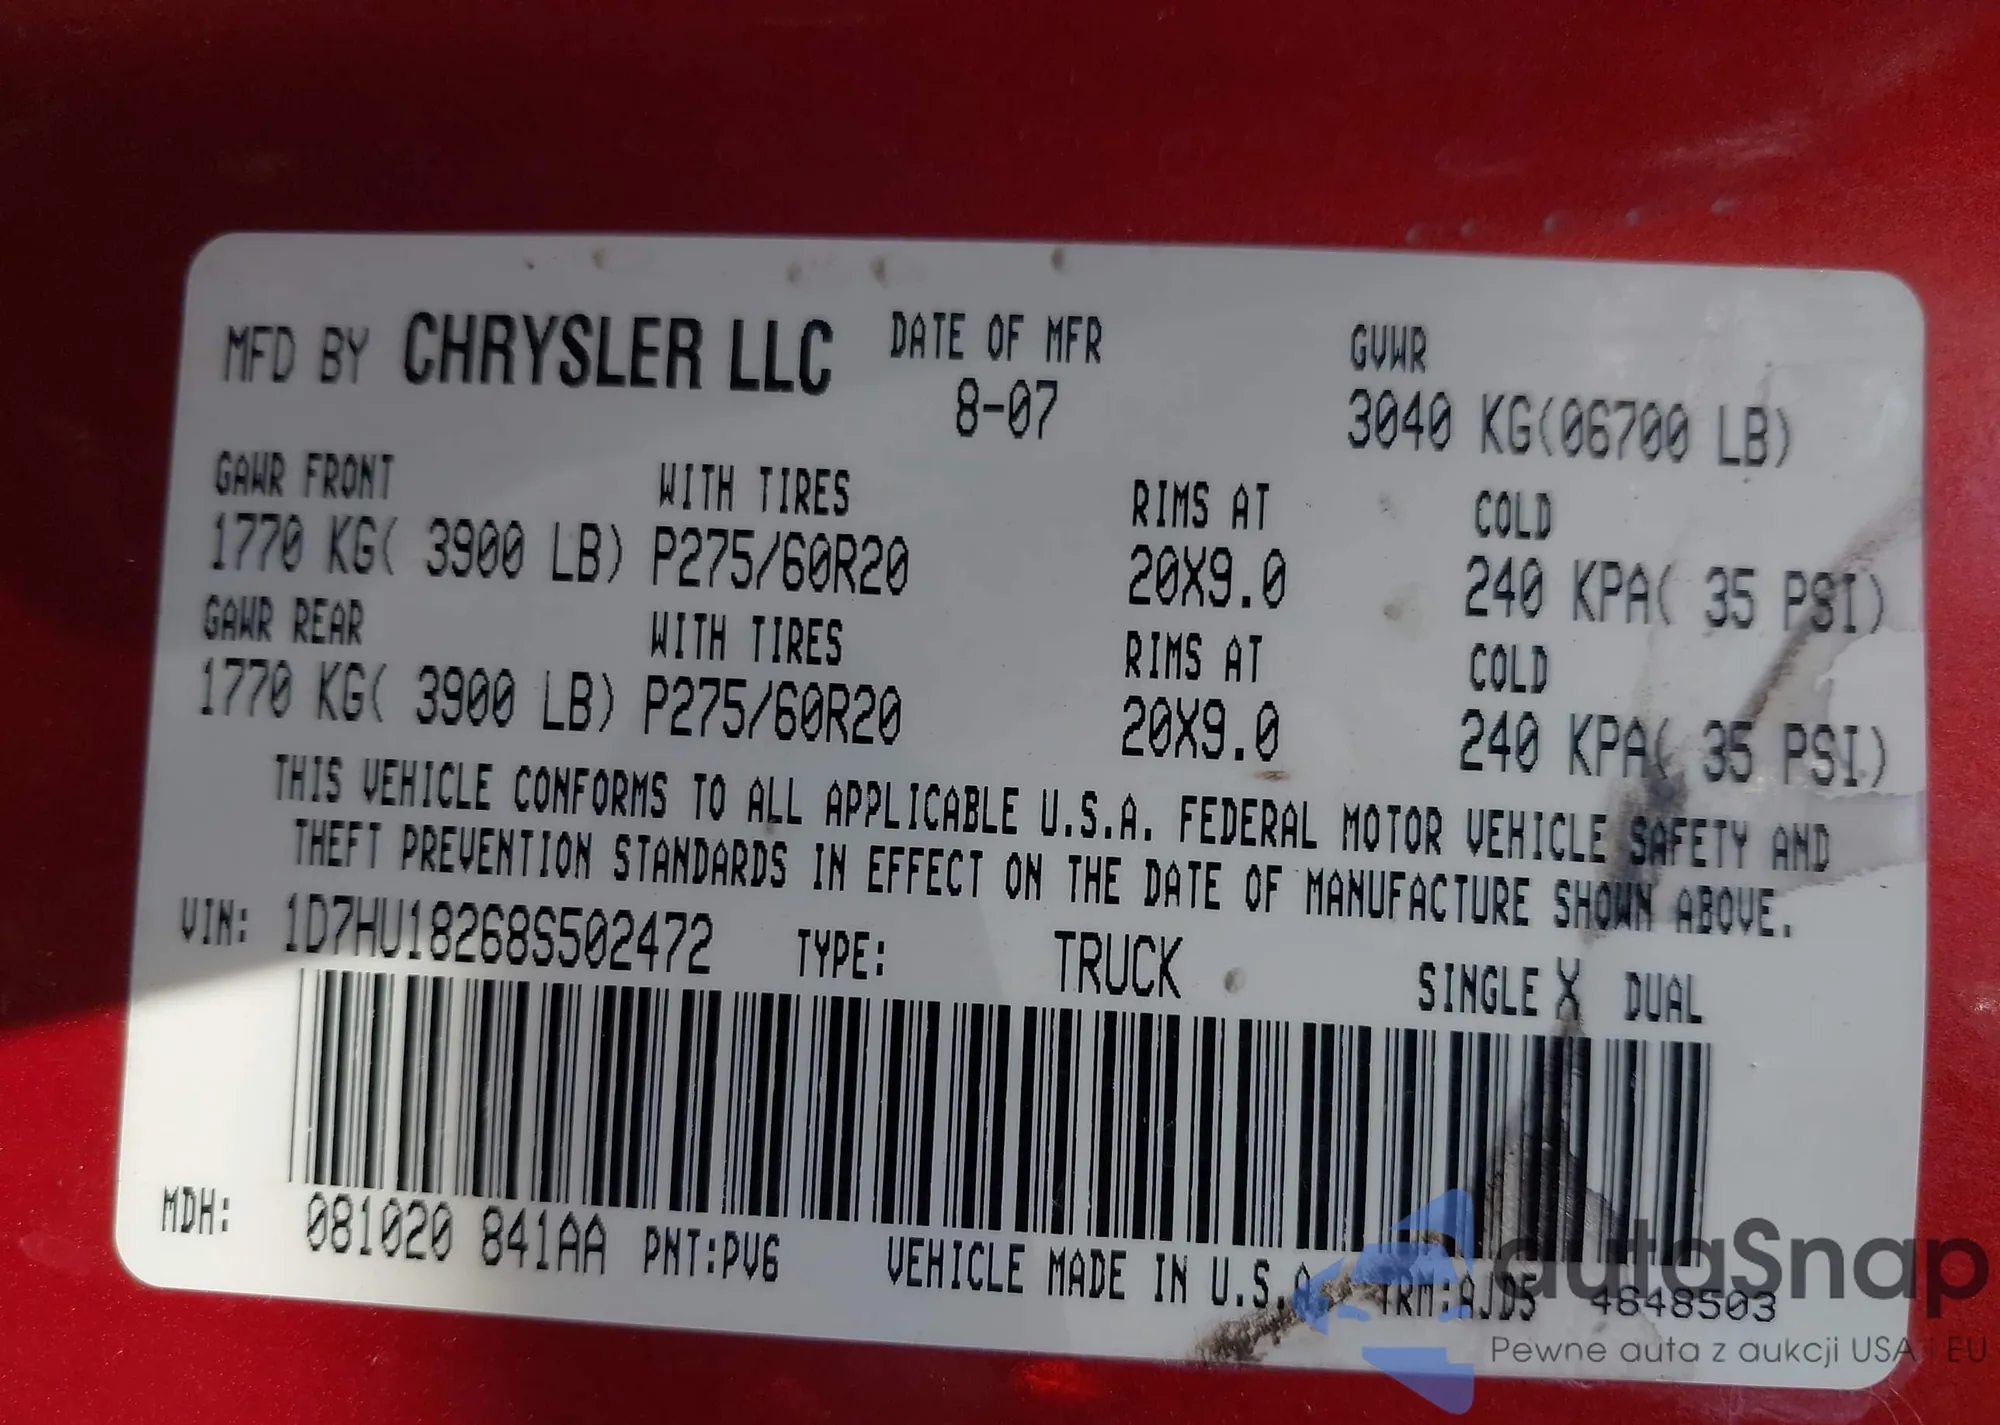 MFD BY CHRYSLER LLC DATE OF MFR GVWR
8-07 3040 KG(06700 LB)
GAWR FRONT WITH TIRES RIMS AT COLD
1770 KG( 3900 LB) P275/60R20 20X9.0 240 KPA( 35 PSI)
GAWR REAR WITH TIRES RIMS AT COLD
1770 KG( 3900 LB) P275/60R20 20X9.0 240 KPA( 35 PSI)
THIS VEHICLE CONFORMS TO ALL APPLICABLE U.S.A. FEDERAL MOTOR VEHICLE SAFETY AND
THEFT PREVENTION STANDARDS IN EFFECT ON THE DATE OF MANUFACTURE SHOWN ABOVE.
VIN: 1D7HU18268S502472 TYPE: TRUCK SINGLE X DUAL
MDH: 081020 841AA PNT:PV6 VEHICLE MADE IN U.S.A. TRM:AJD5 4648503
autaSnap
Pewne auta z aukcji USA i EU